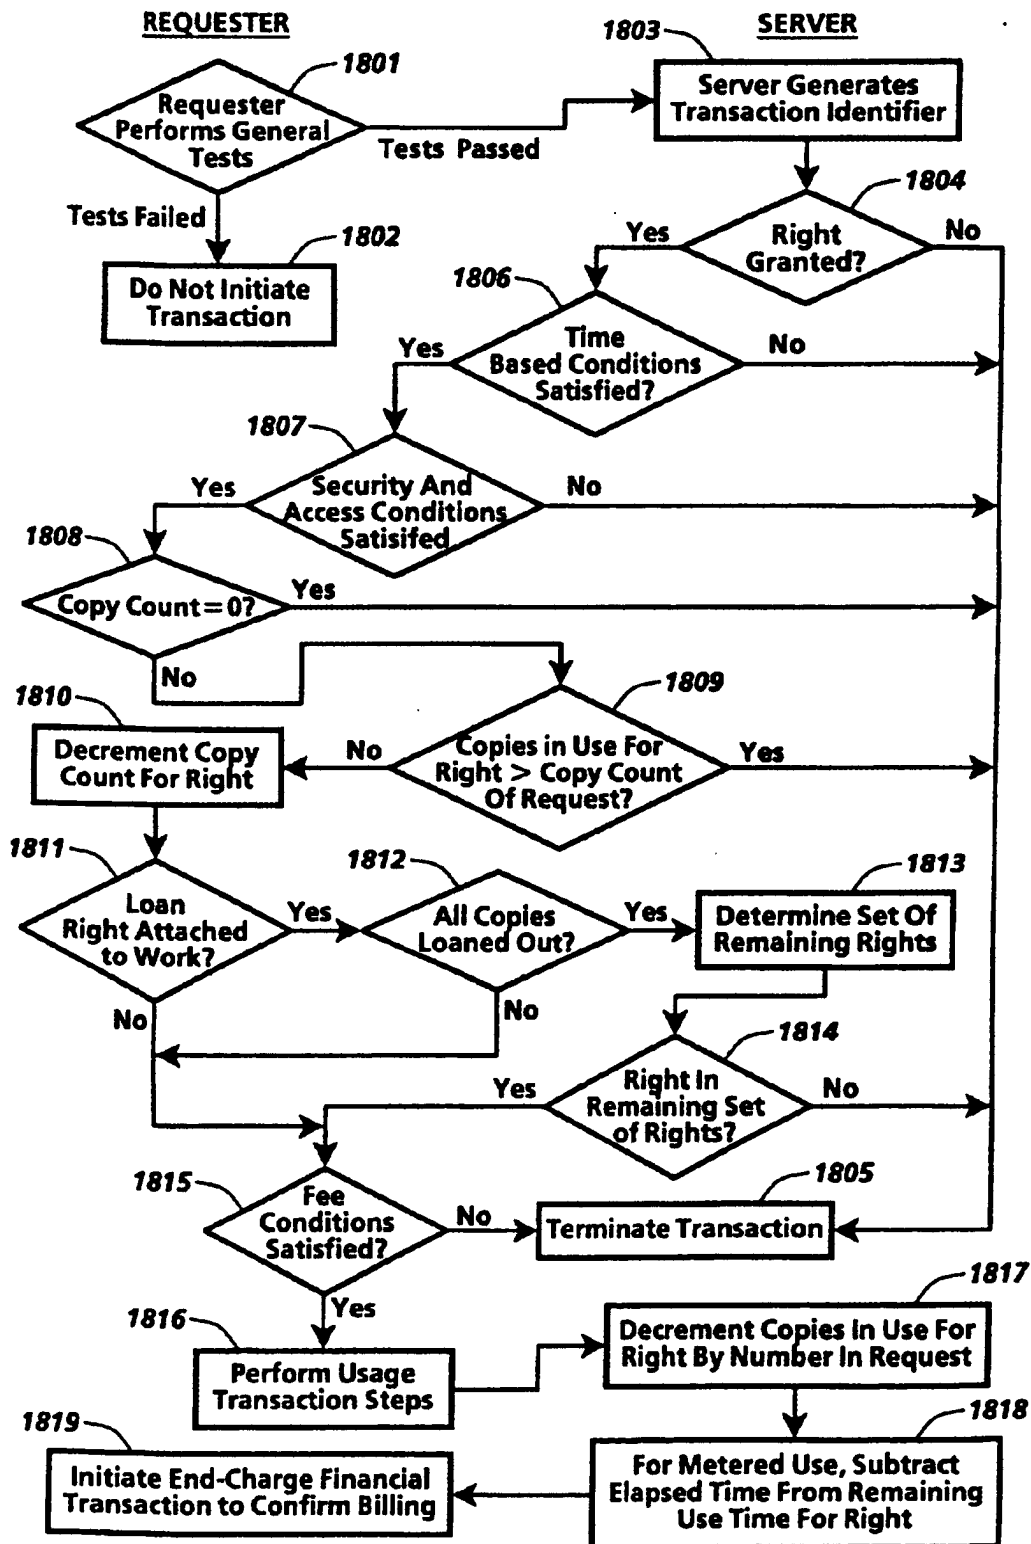 REQUESTER
SERVER
1801
1803
Requester
Performs General
Tests
Server Generates
Transaction Identifier
Tests Passed
Tests Failed
1802
Do Not Initiate
Transaction
1804
Right
Granted?
Yes
No
1806
Time
Based Conditions
Satisfied?
Yes
No
1807
Security And
Access Conditions
Satisifed
Yes
No
1808
Copy Count = 0?
Yes
No
1809
Copies in Use For
Right > Copy Count
Of Request?
No
Yes
1810
Decrement Copy
Count For Right
1811
Loan
Right Attached
to Work?
Yes
No
1812
All Copies
Loaned Out?
Yes
No
1813
Determine Set Of
Remaining Rights
1814
Right In
Remaining Set
of Rights?
Yes
No
1815
Fee
Conditions
Satisfied?
No
Yes
1805
Terminate Transaction
1816
Perform Usage
Transaction Steps
1817
Decrement Copies In Use For
Right By Number In Request
1818
For Metered Use, Subtract
Elapsed Time From Remaining
Use Time For Right
1819
Initiate End-Charge Financial
Transaction to Confirm Billing